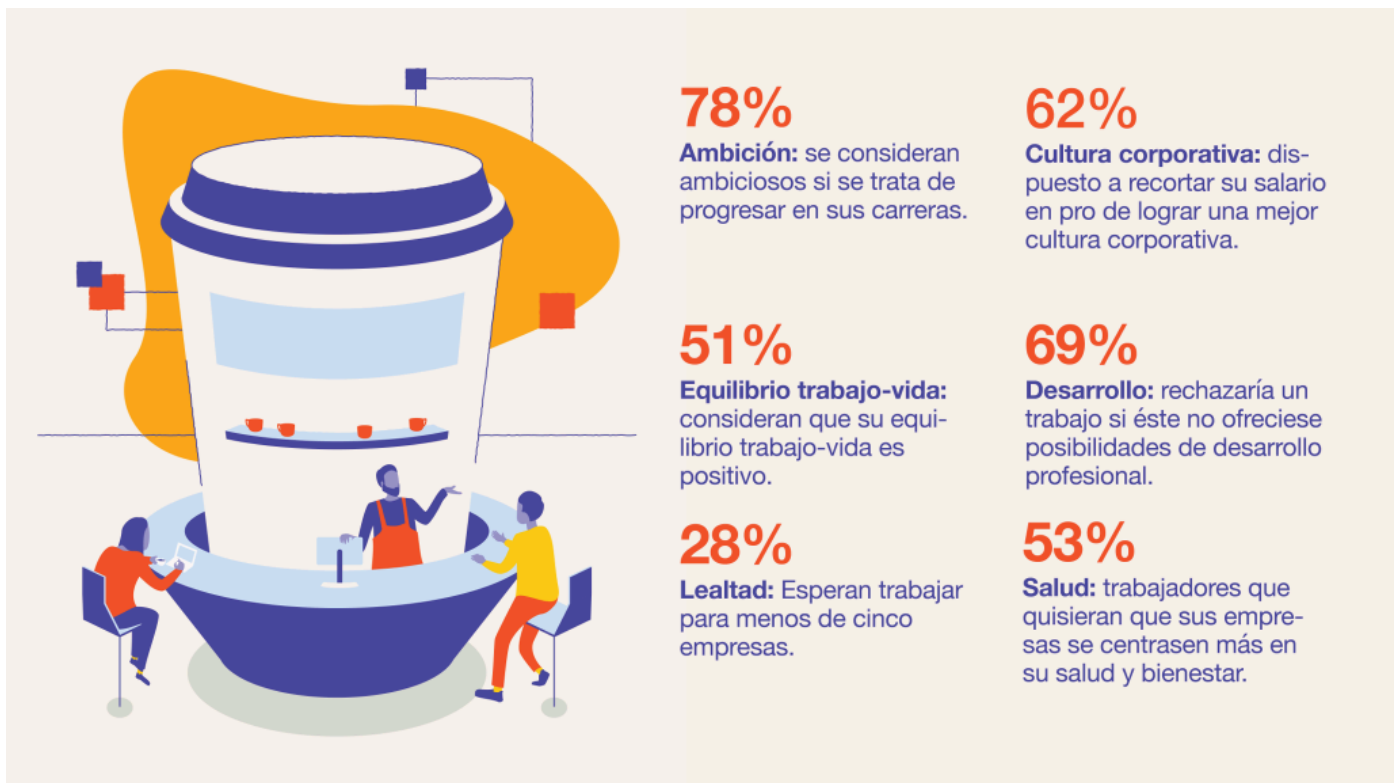 78%
Ambición: se consideran
ambiciosos si se trata de
progresar en sus carreras.
62%
Cultura corporativa: dis-
puesto a recortar su salario
en pro de lograr una mejor
cultura corporativa.
51%
Equilibrio trabajo-vida:
consideran que su equi-
librio trabajo-vida es
positivo.
69%
Desarrollo: rechazaría un
trabajo si éste no ofreciese
posibilidades de desarrollo
profesional.
28%
Lealtad: Esperan trabajar
para menos de cinco
empresas.
53%
Salud: trabajadores que
quisieran que sus empre-
sas se centrasen más en
su salud y bienestar.